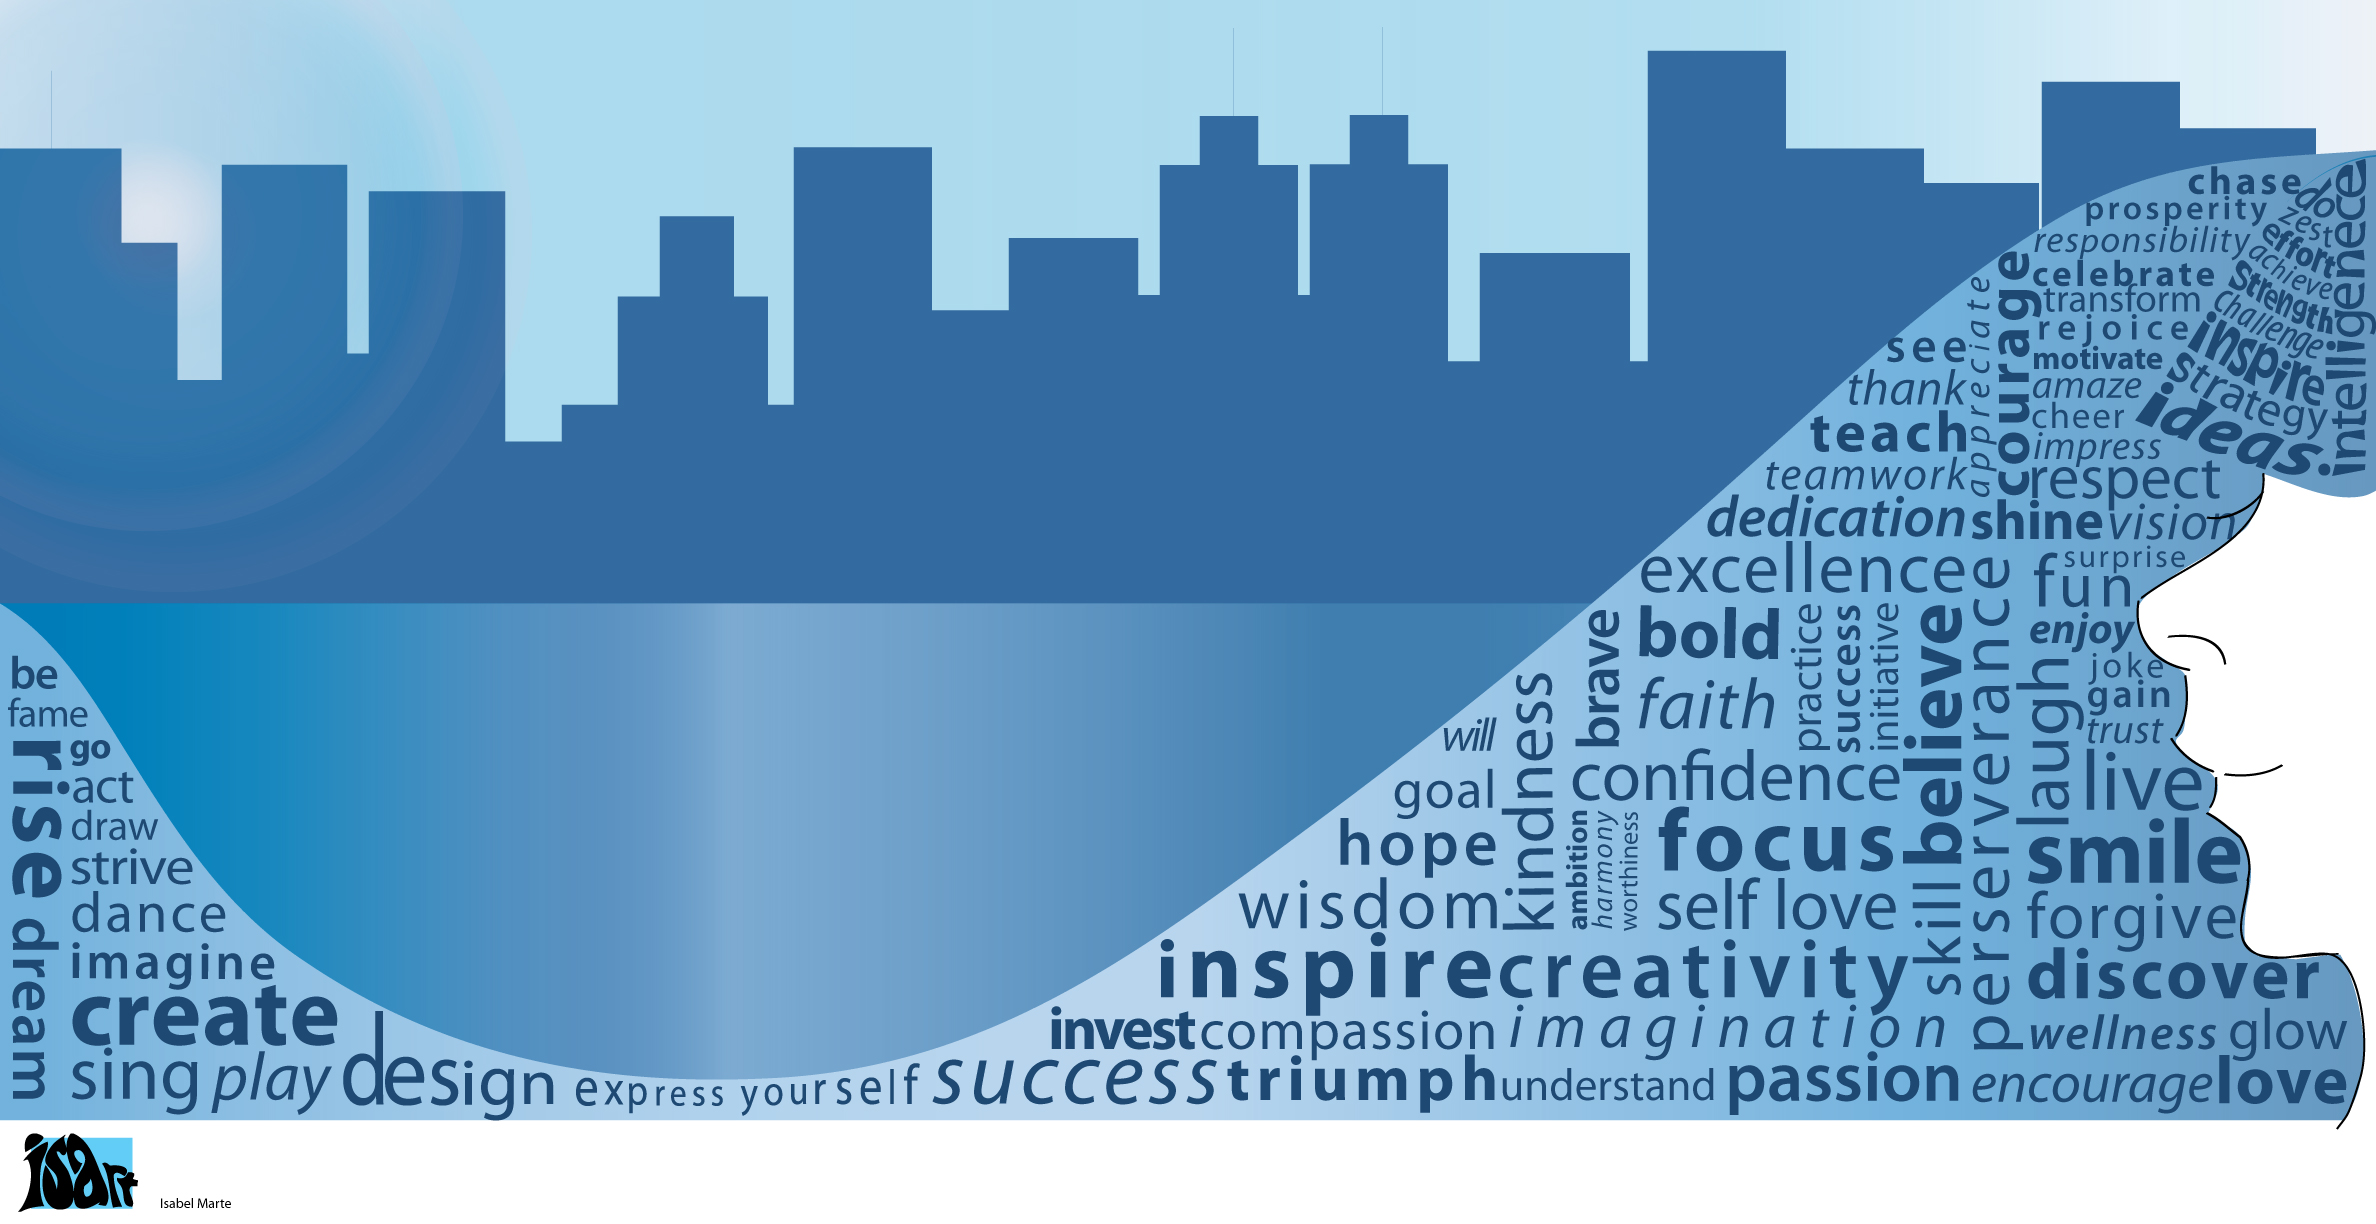 chase
do
prosperity
zest
responsibility
effort
achieve
celebrate
Strength
transform
Challenge
rejoice
inspire
motivate
strategy
amaze
cheer
ideas.
impress
intelligence
respect
courage
appreciate
see
thank
teach
teamwork
dedication
shine
vision
excellence
surprise
fun
bold
brave
practice
success
initiative
believe
perserverance
enjoy
joke
laugh
gain
trust
faith
will
kindness
confidence
live
goal
hope
ambition
harmony
worthiness
focus
smile
wisdom
self love
skill
forgive
inspire
creativity
discover
invest
compassion
imagination
wellness
glow
be
fame
rise
go
act
draw
strive
dance
dream
imagine
create
sing play design express yourself success triumph understand passion encourage love
isart
Isabel Marte